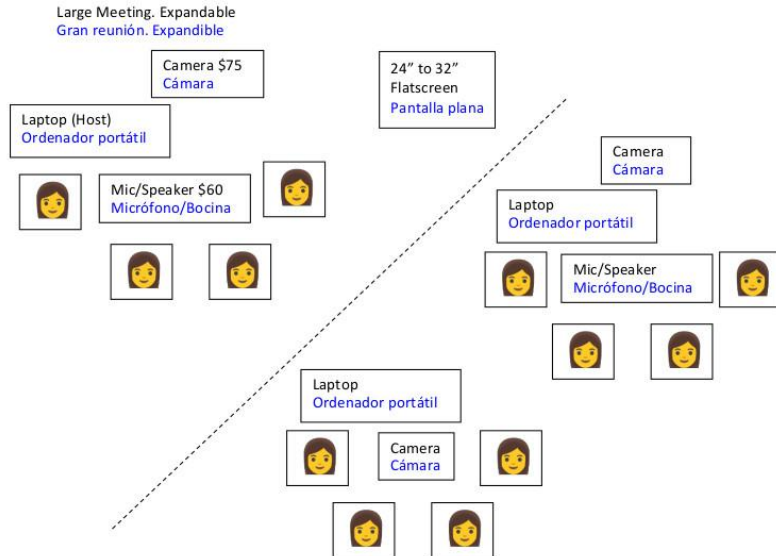 Large Meeting. Expandable
Gran reunión. Expandible
Camera $75
Cámara
24” to 32”
Flatscreen
Pantalla plana
Laptop (Host)
Ordenador portátil
Mic/Speaker $60
Micrófono/Bocina
Camera
Cámara
Laptop
Ordenador portátil
Mic/Speaker
Micrófono/Bocina
Laptop
Ordenador portátil
Camera
Cámara